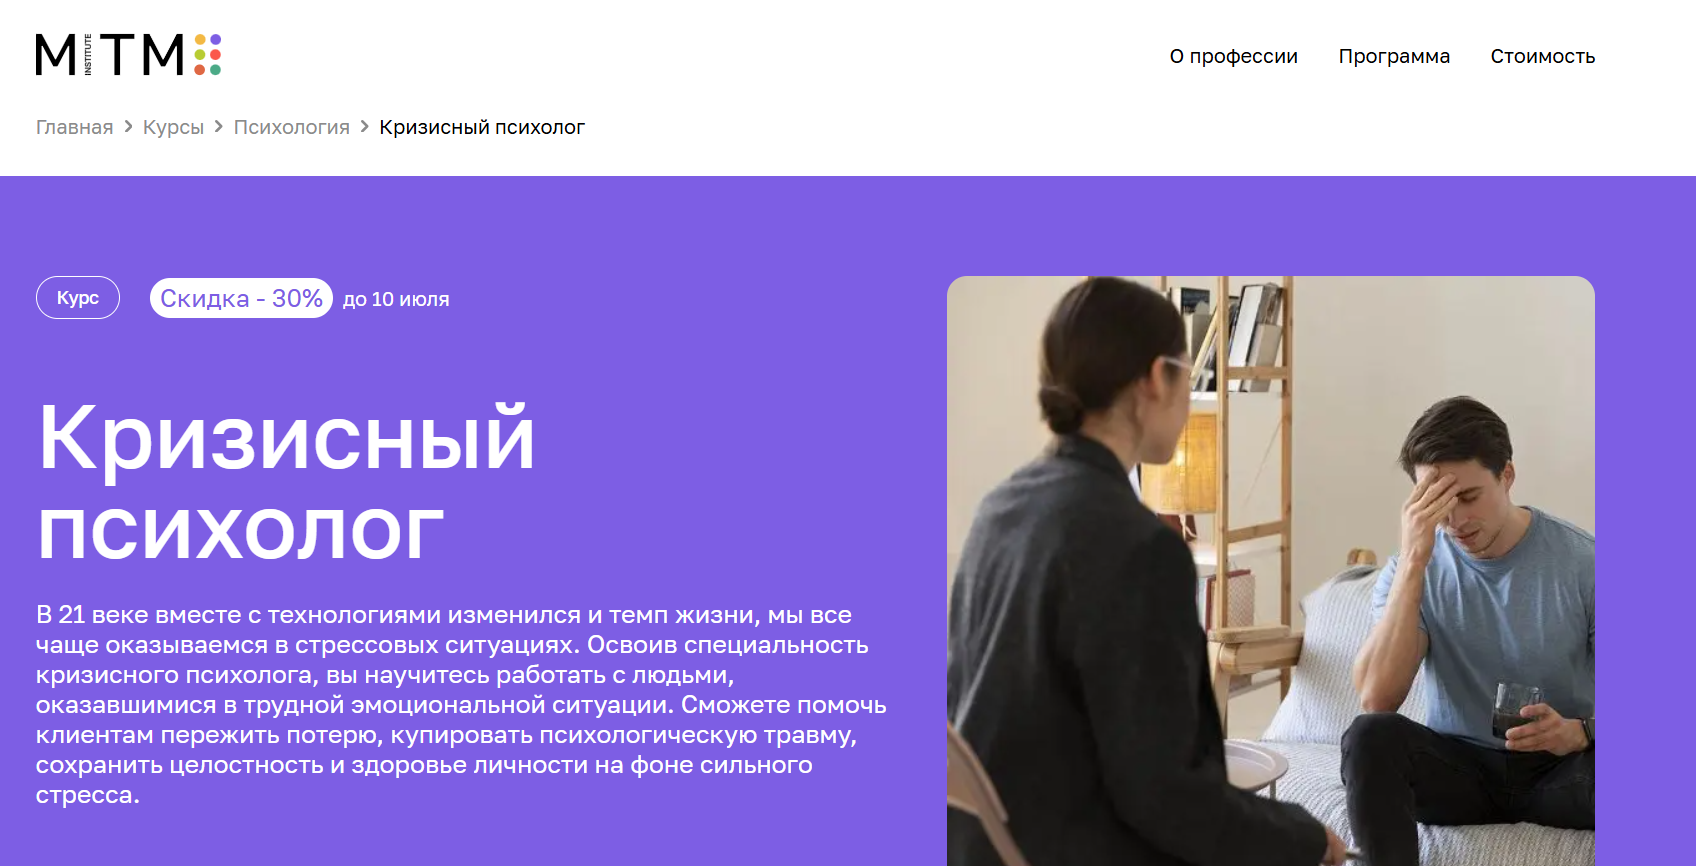 MITM INSTITUTE
О профессии Программа Стоимость
Главная > Курсы > Психология > Кризисный психолог
Курс Скидка - 30% до 10 июля
Кризисный
психолог
В 21 веке вместе с технологиями изменился и темп жизни, мы все
чаще оказываемся в стрессовых ситуациях. Освоив специальность
кризисного психолога, вы научитесь работать с людьми,
оказавшимися в трудной эмоциональной ситуации. Сможете помочь
клиентам пережить потерю, купировать психологическую травму,
сохранить целостность и здоровье личности на фоне сильного
стресса.